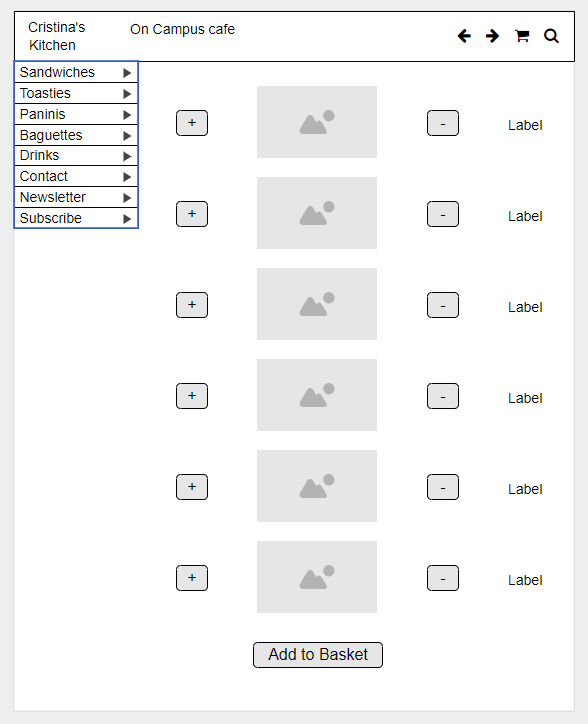 Cristina's
Kitchen
On Campus cafe
Sandwiches
Toasties
Paninis
Baguettes
Drinks
Contact
Newsletter
Subscribe
+ - Label
+ - Label
+ - Label
+ - Label
+ - Label
+ - Label
Add to Basket